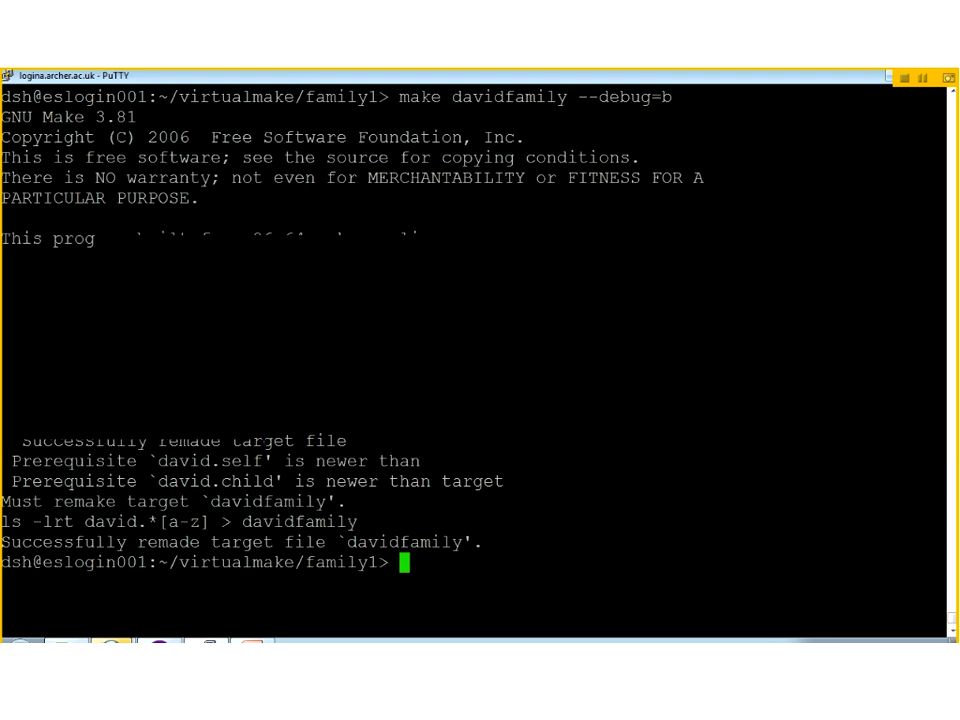 logina.archer.ac.uk - PuTTY
dsh@eslogin001:~/virtualmake/family1> make davidfamily --debug=b
GNU Make 3.81
Copyright (C) 2006  Free Software Foundation, Inc.
This is free software; see the source for copying conditions.
There is NO warranty; not even for MERCHANTABILITY or FITNESS FOR A
PARTICULAR PURPOSE.
This prog
Successfully remade target file
Prerequisite `david.self' is newer than
Prerequisite `david.child' is newer than target
Must remake target `davidfamily'.
ls -lrt david.*[a-z] > davidfamily
Successfully remade target file `davidfamily'.
dsh@eslogin001:~/virtualmake/family1>